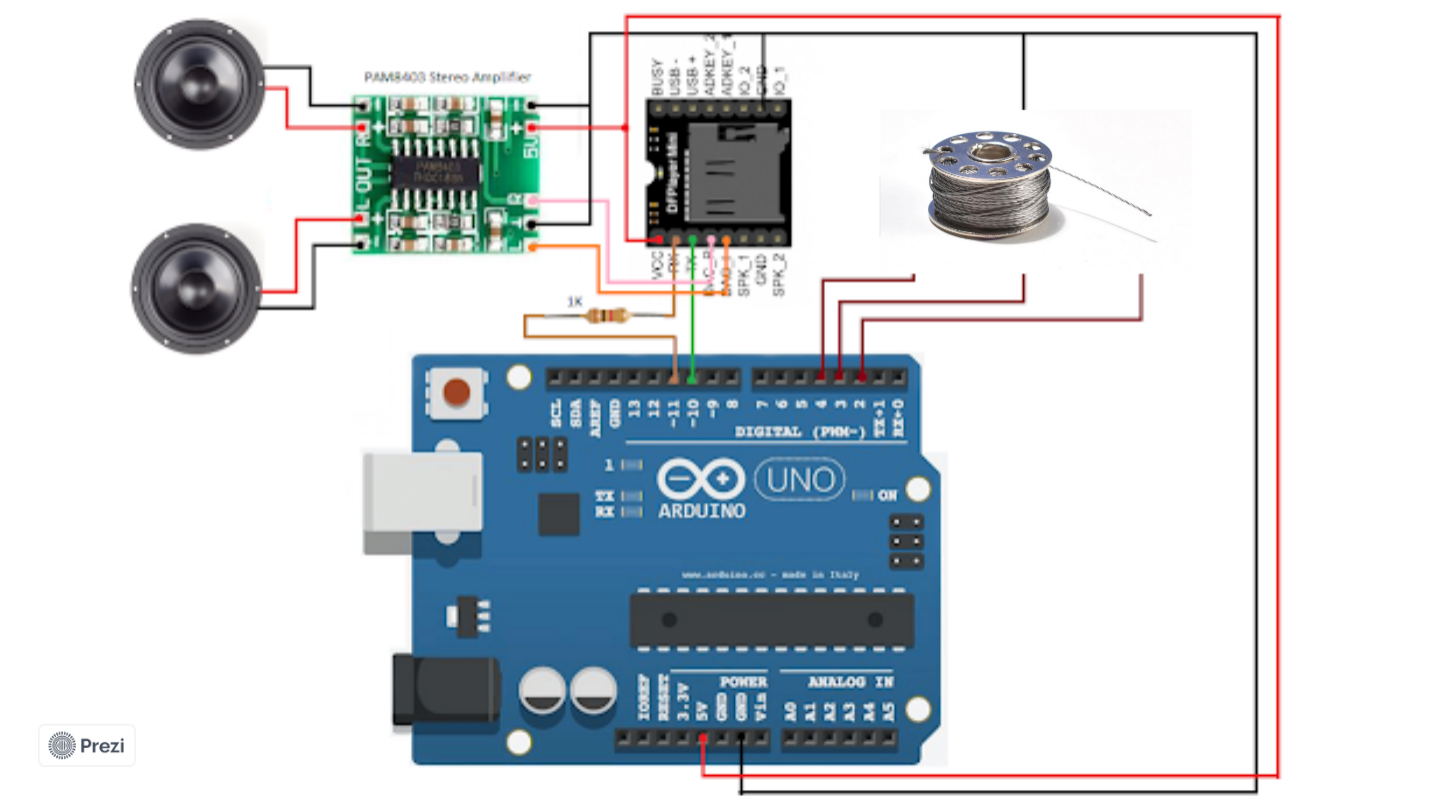 PAM8403 Stereo Amplifier
BUSY
USB -
USB +
ADKEY_2
ADKEY_1
IO_2
GND
IO_1
L OUT R
+
+
+
5V
R
L
PAM8403
DFPlayer Mini
VCC
RX
TX
DAC_R
DAC_I
SPK_1
GND
SPK_2
1K
SCL
SDA
AREF
GND
13
12
~11
~10
~9
8
7
6
5
4
3
2
TX→1
RX←0
DIGITAL (PWM~)
1
TX
RX
ARDUINO
UNO
ON
www.arduino.cc - made in Italy
POWER
ANALOG IN
IOREF
RESET
3.3V
5V
GND
GND
Vin
A0
A1
A2
A3
A4
A5
Prezi